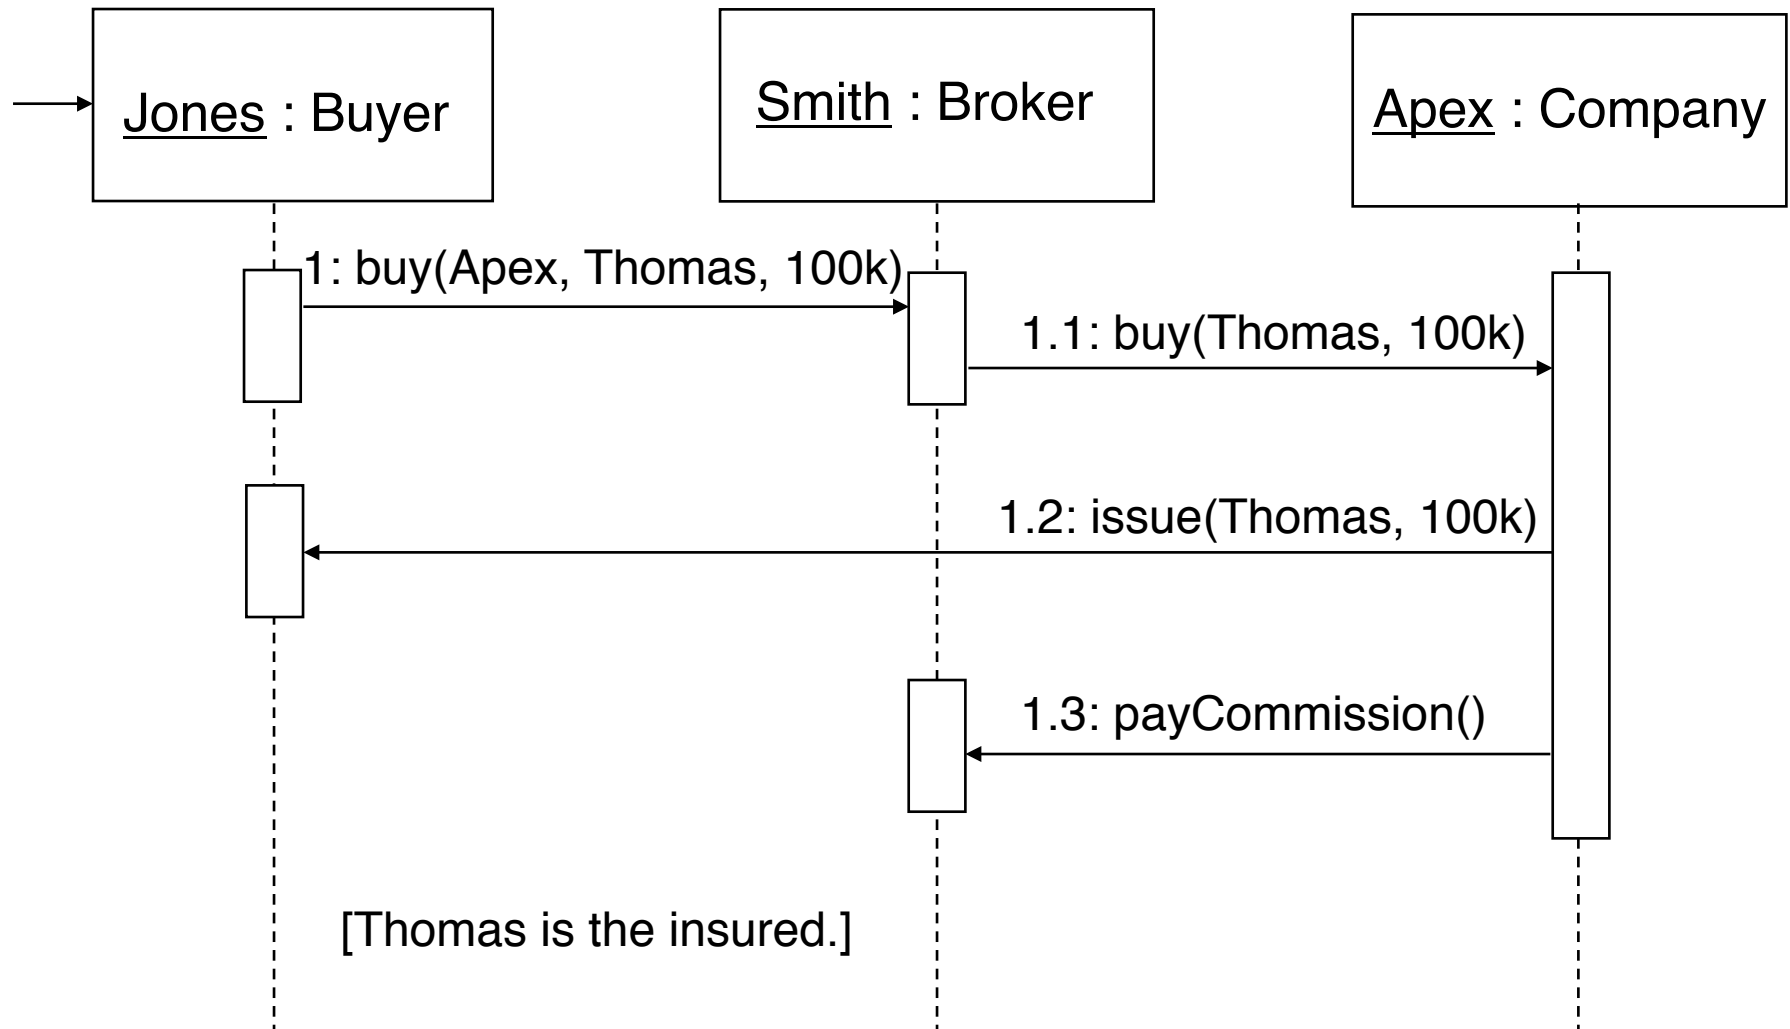 Jones : Buyer
Smith : Broker
Apex : Company
1: buy(Apex, Thomas, 100k)
1.1: buy(Thomas, 100k)
1.2: issue(Thomas, 100k)
1.3: payCommission()
[Thomas is the insured.]